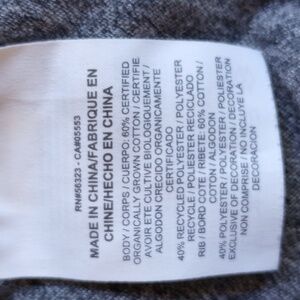 RN#56323 - CA#05553
MADE IN CHINA/FABRIQUE EN
CHINE/HECHO EN CHINA
BODY / CORPS / CUERPO: 60% CERTIFIED
ORGANICALLY GROWN COTTON / CERTIFIE
AVOIR ETE CULTIVE BIOLOGIQUEMENT /
ALGODON CRECIDO ORGANICAMENTE
CERTIFICADO
40% RECYCLED POLYESTER / POLYESTER
RECYCLE / POLIESTER RECICLADO
RIB / BORD COTE / RIBETE: 60% COTTON /
COTON / ALGODON
40% POLYESTER / POLYESTER / POLIESTER
EXCLUSIVE OF DECORATION / DECORATION
NON COMPRISE / NO INCLUYE LA
DECORACION